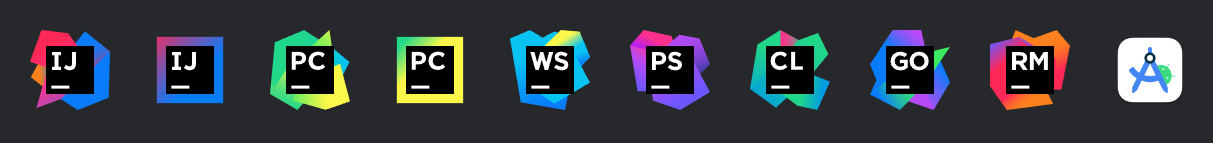 IJ IJ PC PC WS PS CL GO RM